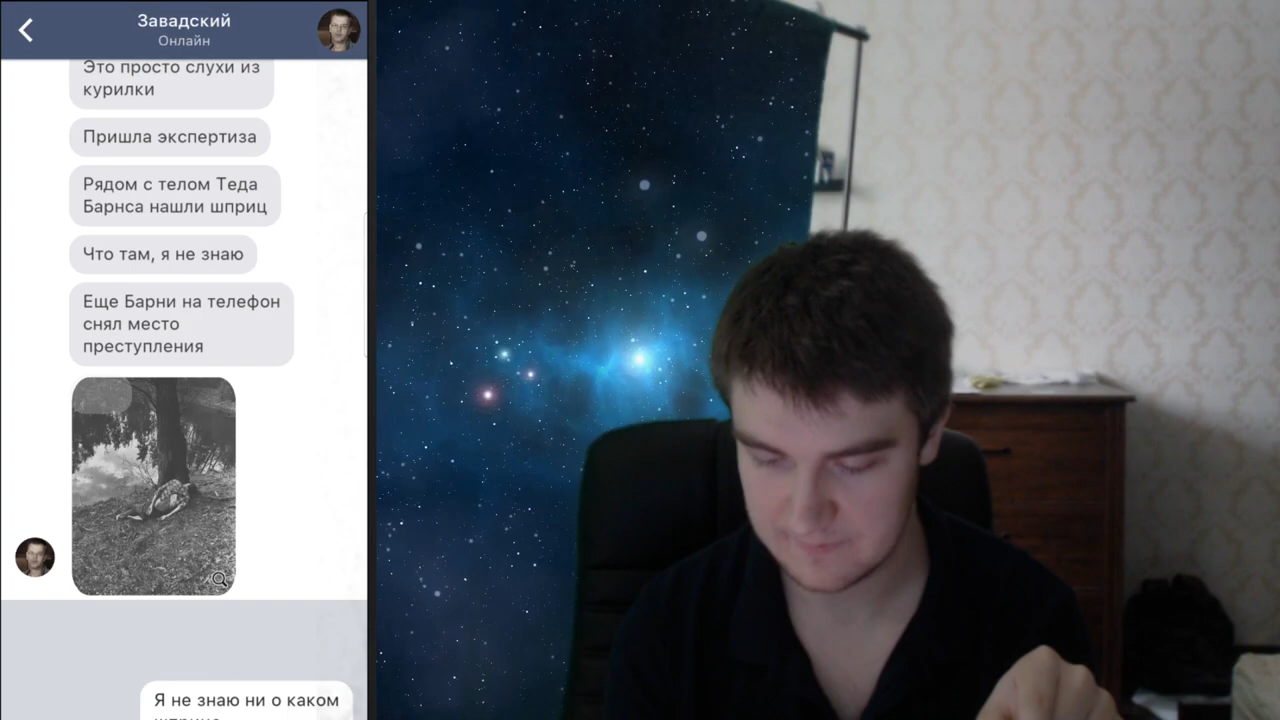 Завадский
Онлайн
Это просто слухи из
курилки
Пришла экспертиза
Рядом с телом Теда
Барнса нашли шприц
Что там, я не знаю
Еще Барни на телефон
снял место
преступления
Я не знаю ни о каком